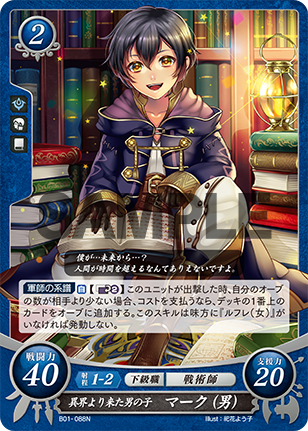 2
SAMPLE
僕が…未来から…?
人間が時間を超えるなんてありえないですよ。
軍師の系譜 自 [ ] このユニットが出撃した時、自分のオーブ
の数が相手より少ない場合、コストを支払うなら、デッキの1番上
のカードをオーブに追加する。このスキルは味方に『ルフレ(女)』が
いなければ発動しない。
戦闘力
40
射程 1-2 下級職 戦術師
支援力
20
異界より来た男の子 マーク(男)
B01-088N
Illust:祀花よう子